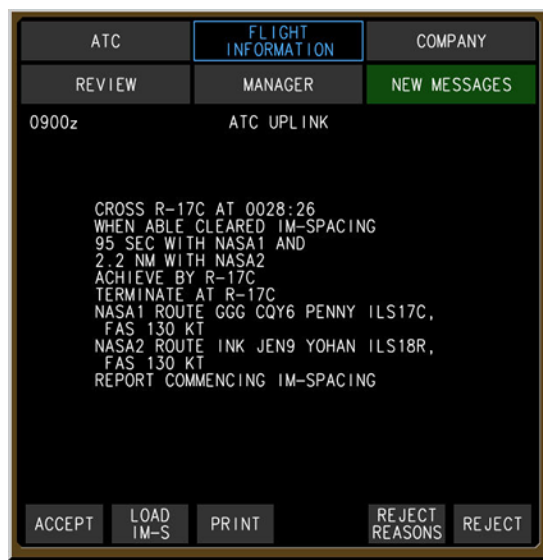 ATC
FLIGHT
INFORMATION
COMPANY
REVIEW
MANAGER
NEW MESSAGES
0900z
ATC UPLINK
CROSS R-17C AT 0028:26
WHEN ABLE CLEARED IM-SPACING
95 SEC WITH NASA1 AND
2.2 NM WITH NASA2
ACHIEVE BY R-17C
TERMINATE AT R-17C
NASA1 ROUTE GGG CQY6 PENNY ILS17C,
FAS 130 KT
NASA2 ROUTE INK JEN9 YOHAN ILS18R,
FAS 130 KT
REPORT COMMENCING IM-SPACING
ACCEPT
LOAD
IM-S
PRINT
REJECT
REASONS
REJECT